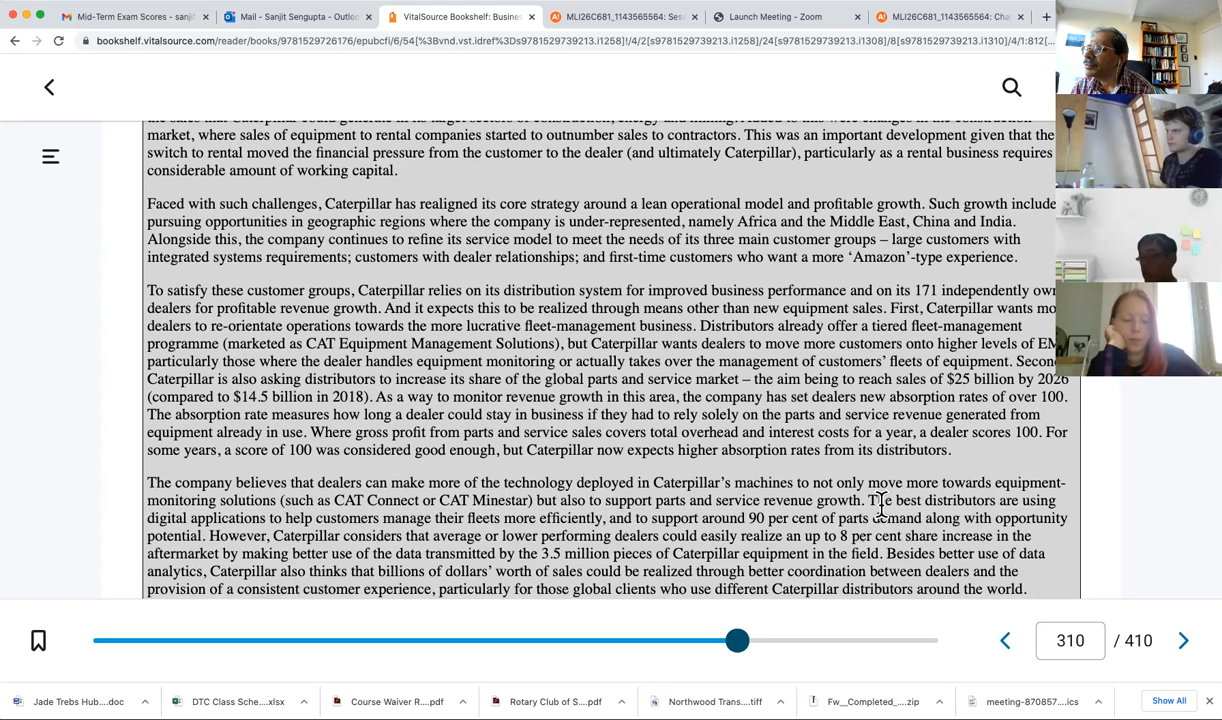 Mid-Term Exam Scores - sanjit
Mail - Sanjit Sengupta - Outloo
VitalSource Bookshelf: Busines
MLI26C681_1143565564: Sess
Launch Meeting - Zoom
MLI26C681_1143565564: Chap
bookshelf.vitalsource.com/reader/books/9781529726176/epubcfi/6/54[%3Bvnd.vst.idref%3Ds9781529739213.i1258]!/4/2[s9781529739213.i1258]/24[s9781529739213.i1308]/8[s9781529739213.i1310]/4/1:812[...
market, where sales of equipment to rental companies started to outnumber sales to contractors. This was an important development given that the
switch to rental moved the financial pressure from the customer to the dealer (and ultimately Caterpillar), particularly as a rental business requires
considerable amount of working capital.
Faced with such challenges, Caterpillar has realigned its core strategy around a lean operational model and profitable growth. Such growth include
pursuing opportunities in geographic regions where the company is under-represented, namely Africa and the Middle East, China and India.
Alongside this, the company continues to refine its service model to meet the needs of its three main customer groups – large customers with
integrated systems requirements; customers with dealer relationships; and first-time customers who want a more ‘Amazon’-type experience.
To satisfy these customer groups, Caterpillar relies on its distribution system for improved business performance and on its 171 independently own
dealers for profitable revenue growth. And it expects this to be realized through means other than new equipment sales. First, Caterpillar wants mo
dealers to re-orientate operations towards the more lucrative fleet-management business. Distributors already offer a tiered fleet-management
programme (marketed as CAT Equipment Management Solutions), but Caterpillar wants dealers to move more customers onto higher levels of EM
particularly those where the dealer handles equipment monitoring or actually takes over the management of customers’ fleets of equipment. Secon
Caterpillar is also asking distributors to increase its share of the global parts and service market – the aim being to reach sales of $25 billion by 2026
(compared to $14.5 billion in 2018). As a way to monitor revenue growth in this area, the company has set dealers new absorption rates of over 100.
The absorption rate measures how long a dealer could stay in business if they had to rely solely on the parts and service revenue generated from
equipment already in use. Where gross profit from parts and service sales covers total overhead and interest costs for a year, a dealer scores 100. For
some years, a score of 100 was considered good enough, but Caterpillar now expects higher absorption rates from its distributors.
The company believes that dealers can make more of the technology deployed in Caterpillar’s machines to not only move more towards equipment-
monitoring solutions (such as CAT Connect or CAT Minestar) but also to support parts and service revenue growth. The best distributors are using
digital applications to help customers manage their fleets more efficiently, and to support around 90 per cent of parts demand along with opportunity
potential. However, Caterpillar considers that average or lower performing dealers could easily realize an up to 8 per cent share increase in the
aftermarket by making better use of the data transmitted by the 3.5 million pieces of Caterpillar equipment in the field. Besides better use of data
analytics, Caterpillar also thinks that billions of dollars’ worth of sales could be realized through better coordination between dealers and the
provision of a consistent customer experience, particularly for those global clients who use different Caterpillar distributors around the world.
310 / 410
Jade Trebs Hub....doc
DTC Class Sche....xlsx
Course Waiver R....pdf
Rotary Club of S....pdf
Northwood Trans....tiff
Fw__Completed_....zip
meeting-870857....ics
Show All